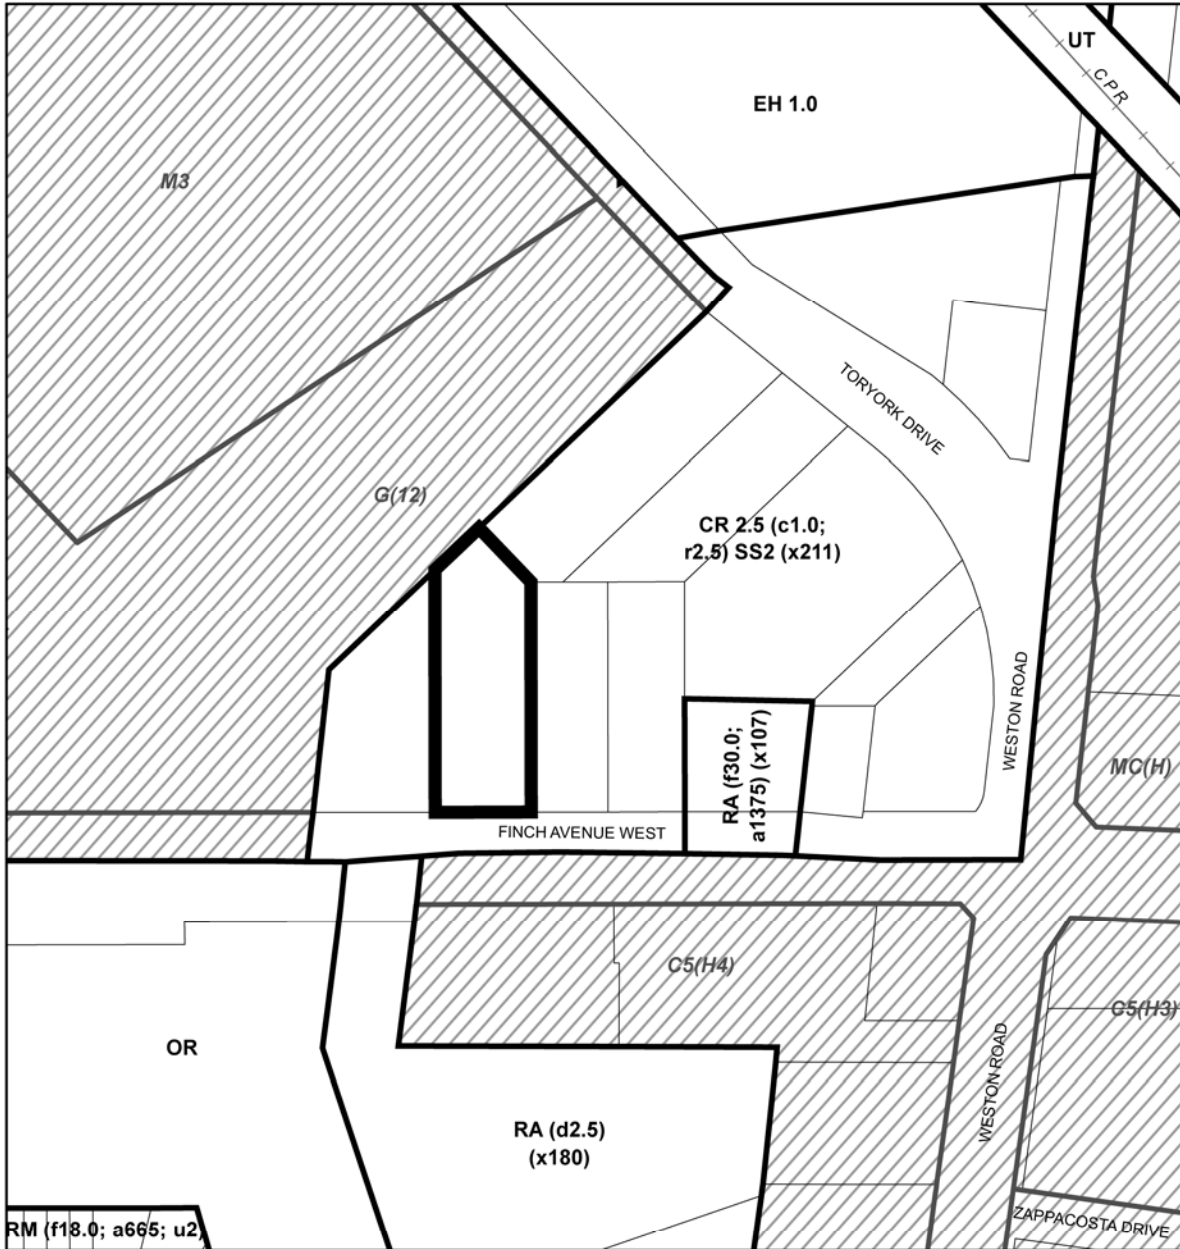 UT
CPR
EH 1.0
M3
TORYORK DRIVE
G(12)
CR 2.5 (c1.0;
r2.5) SS2 (x211)
WESTON ROAD
RA (f30.0;
a1375) (x107)
MC(H)
FINCH AVENUE WEST
C5(H4)
C5(H3)
OR
WESTON ROAD
RA (d2.5)
(x180)
ZAPPACOSTA DRIVE
RM (f18.0; a665; u2)